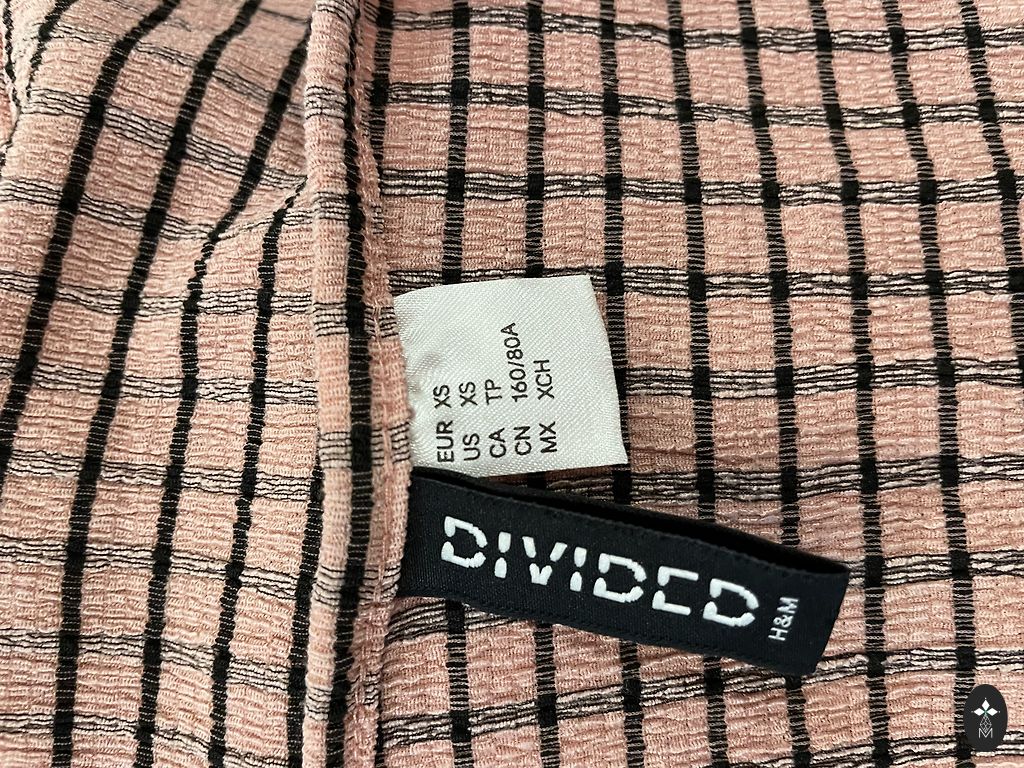 EUR XS
US XS
CA TP
CN 160/80A
MX XCH
DIVIDED
H&M
M